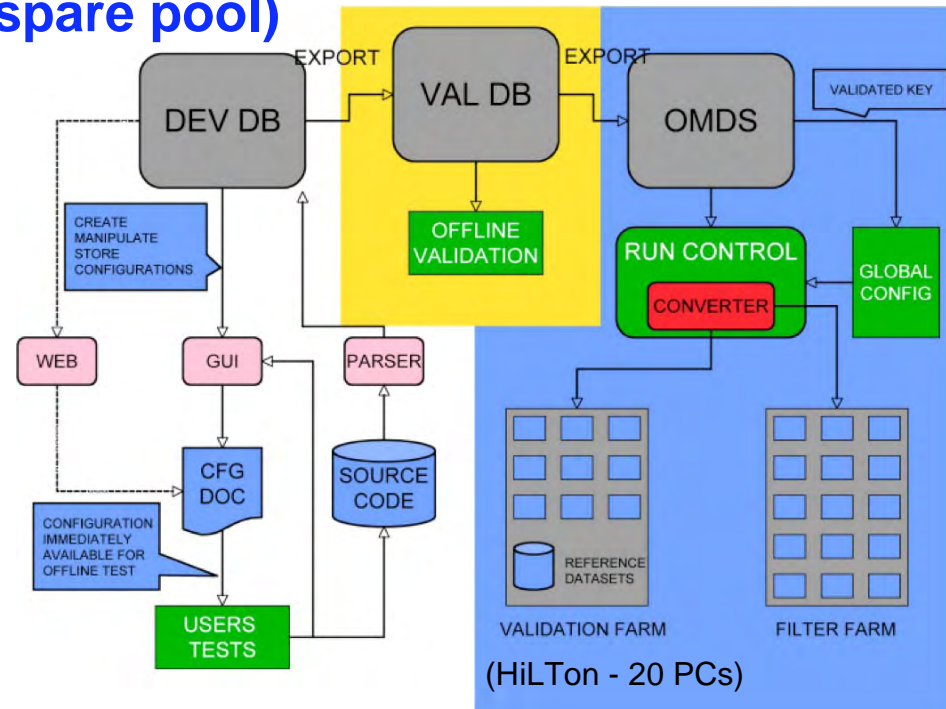 spare pool)
EXPORT
EXPORT
DEV DB
VAL DB
OMDS
VALIDATED KEY
CREATE
MANIPULATE
STORE
CONFIGURATIONS
OFFLINE
VALIDATION
RUN CONTROL
CONVERTER
GLOBAL
CONFIG
WEB
GUI
PARSER
CFG
DOC
SOURCE
CODE
CONFIGURATION
IMMEDIATELY
AVAILABLE FOR
OFFLINE TEST
REFERENCE
DATASETS
USERS
TESTS
VALIDATION FARM
FILTER FARM
(HiLTon - 20 PCs)